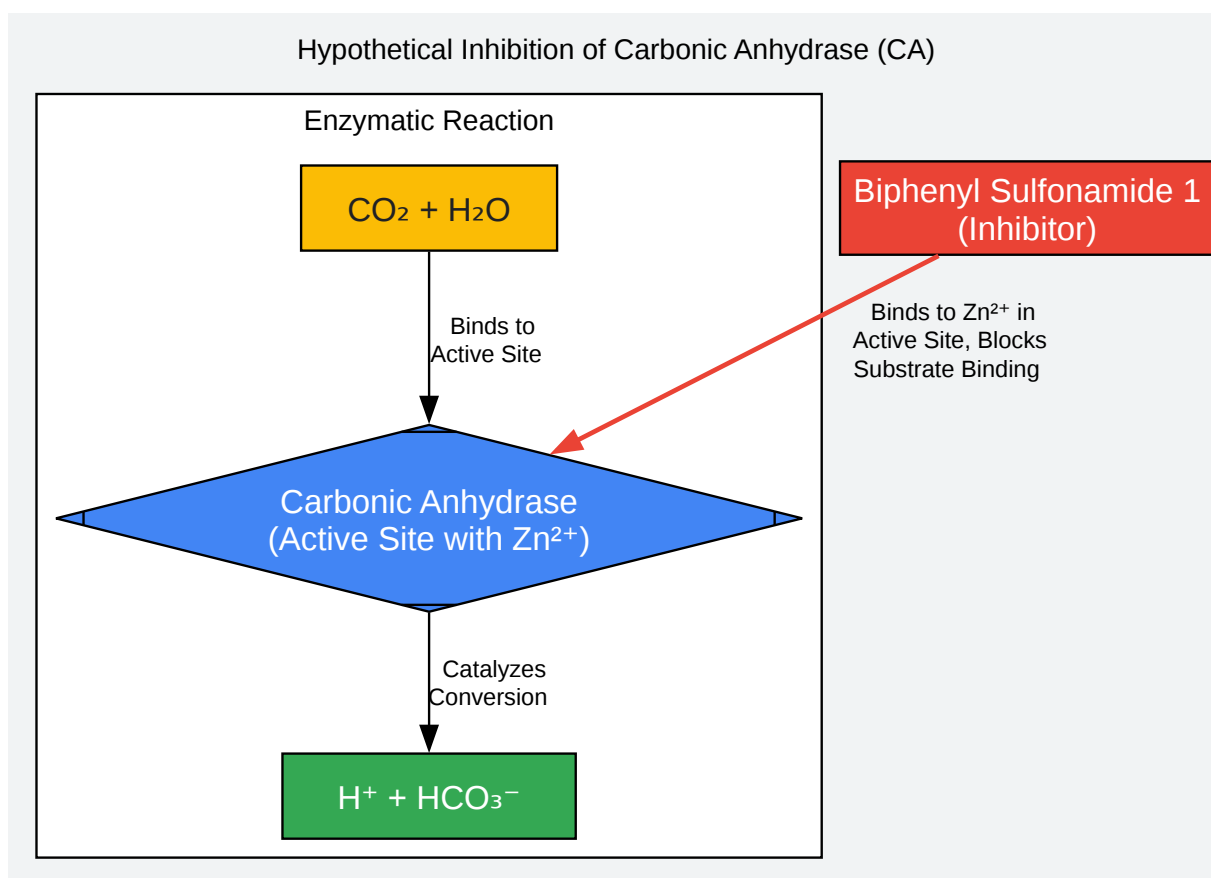 Hypothetical Inhibition of Carbonic Anhydrase (CA)
Enzymatic Reaction
CO₂ + H₂O
Biphenyl Sulfonamide 1
(Inhibitor)
Binds to
Active Site
Binds to Zn²⁺ in
Active Site, Blocks
Substrate Binding
Carbonic Anhydrase
(Active Site with Zn²⁺)
Catalyzes
Conversion
H⁺ + HCO₃⁻